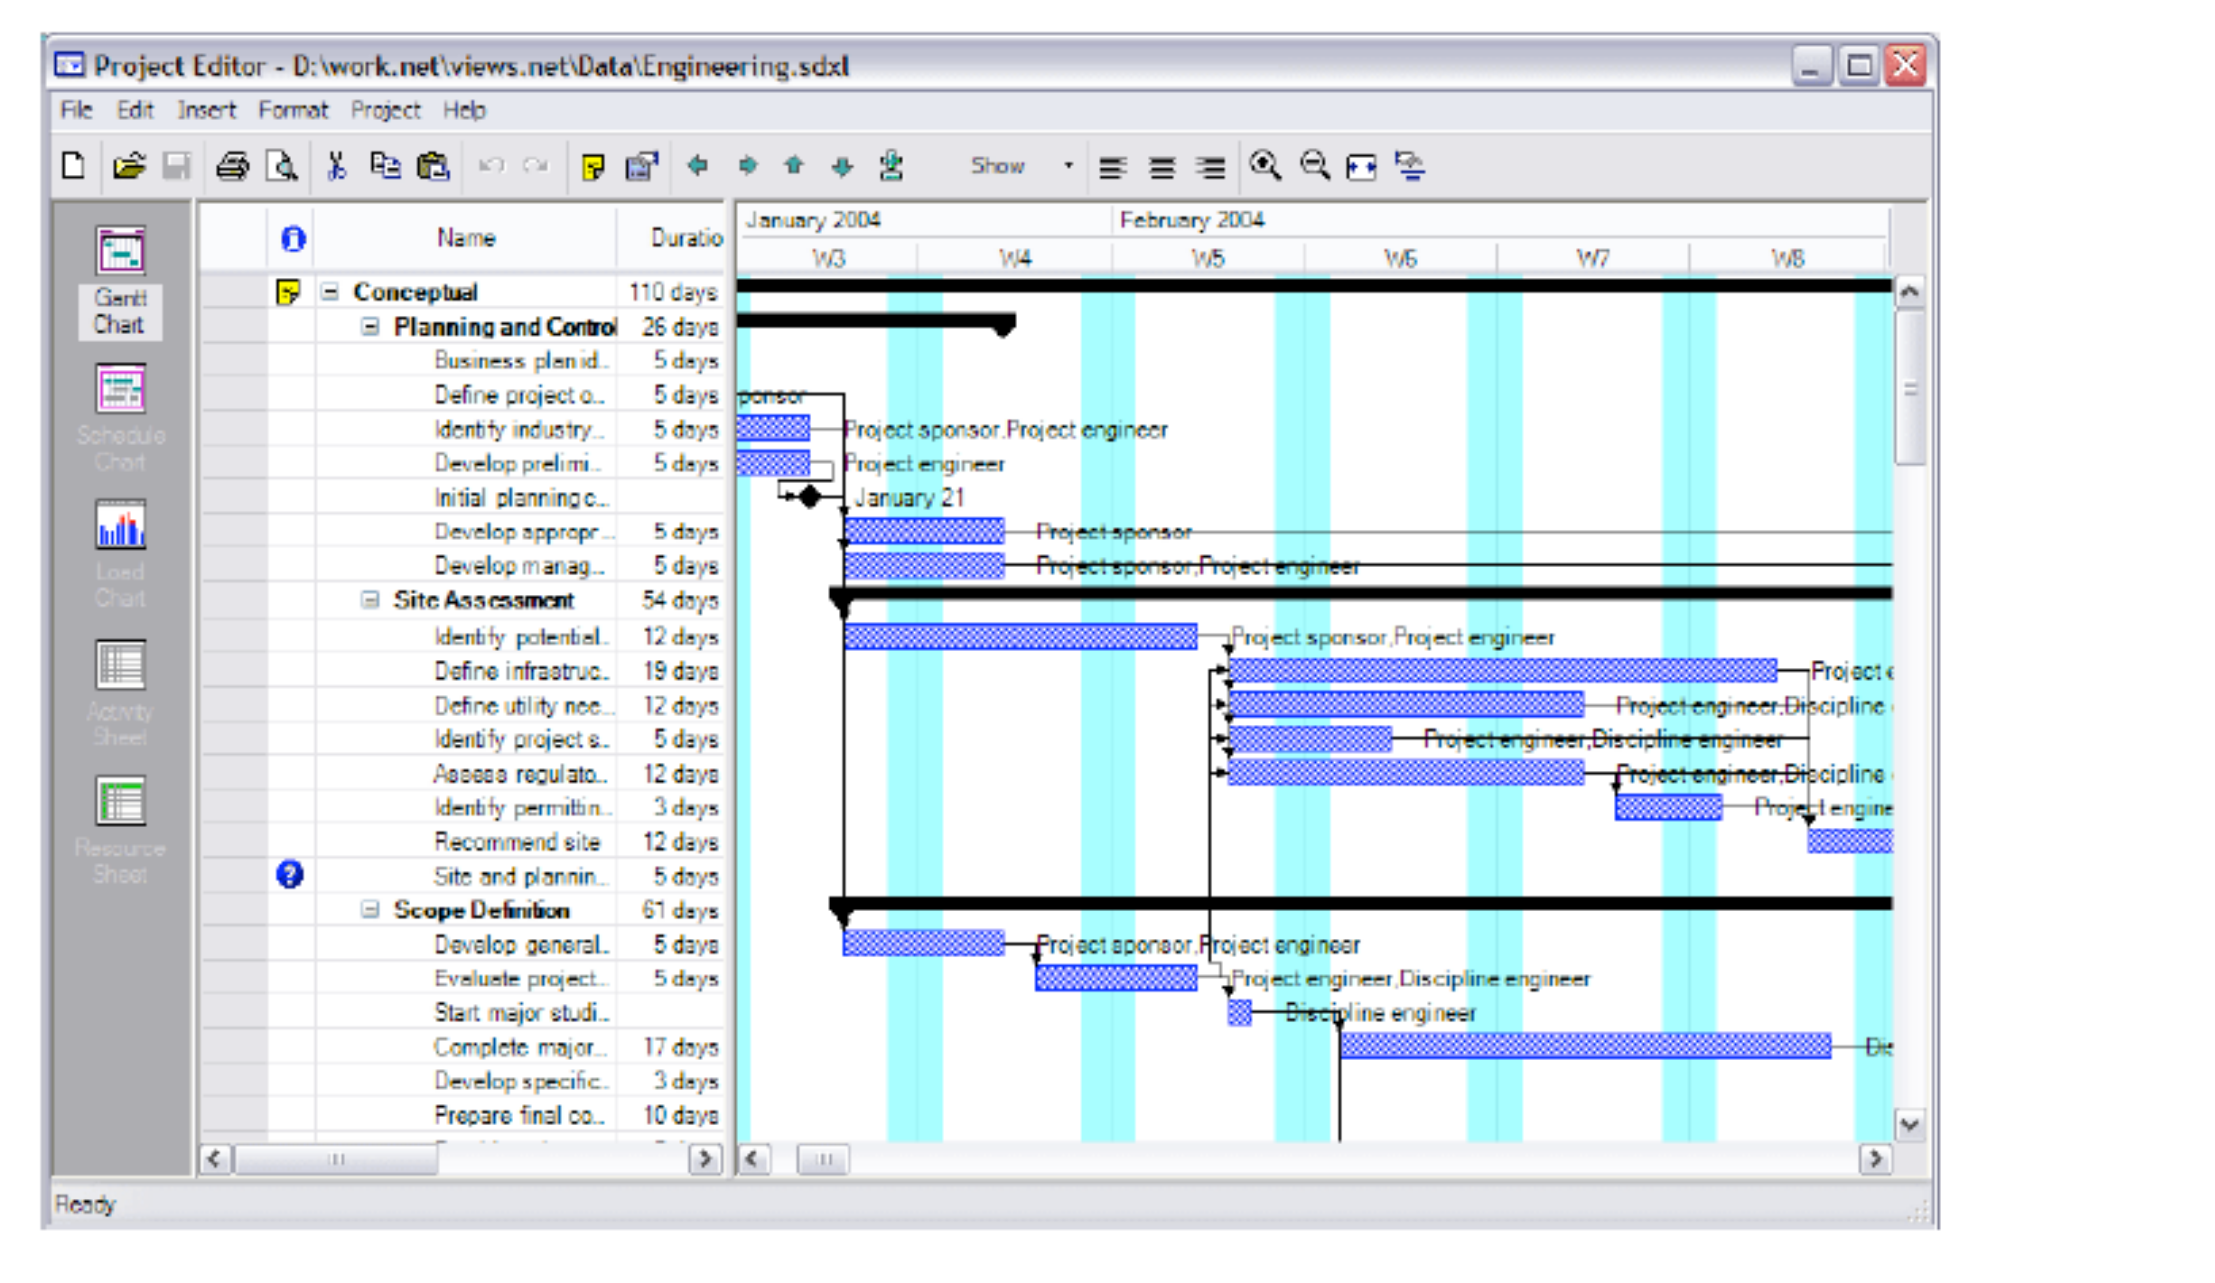 Project Editor - D:\work.net\views.net\Data\Engineering.sdxl
File Edit Insert Format Project Help
Show
Gantt
Chart
Schedule
Chart
Load
Chart
Activity
Sheet
Resource
Sheet
Name Duratio
January 2004 February 2004
W3 W4 W5 W6 W7 W8
Conceptual 110 days
Planning and Control 26 days
Business plan id... 5 days
Define project o... 5 days ponsor
Identify industry... 5 days Project sponsor,Project engineer
Develop prelimi... 5 days Project engineer
Initial planning c... January 21
Develop appropr... 5 days Project sponsor
Develop manag... 5 days Project sponsor,Project engineer
Site Assessment 54 days
Identify potential... 12 days Project sponsor,Project engineer
Define infrastruc... 19 days Project e
Define utility nee... 12 days Project engineer,Discipline
Identify project s... 5 days Project engineer,Discipline engineer
Assess regulato... 12 days Project engineer,Discipline
Identify permittin... 3 days Project engine
Recommend site 12 days
Site and plannin... 5 days
Scope Definition 61 days
Develop general... 5 days Project sponsor,Project engineer
Evaluate project... 5 days Project engineer,Discipline engineer
Start major studi... Discipline engineer
Complete major... 17 days Dis
Develop specific... 3 days
Prepare final co... 10 days
Ready